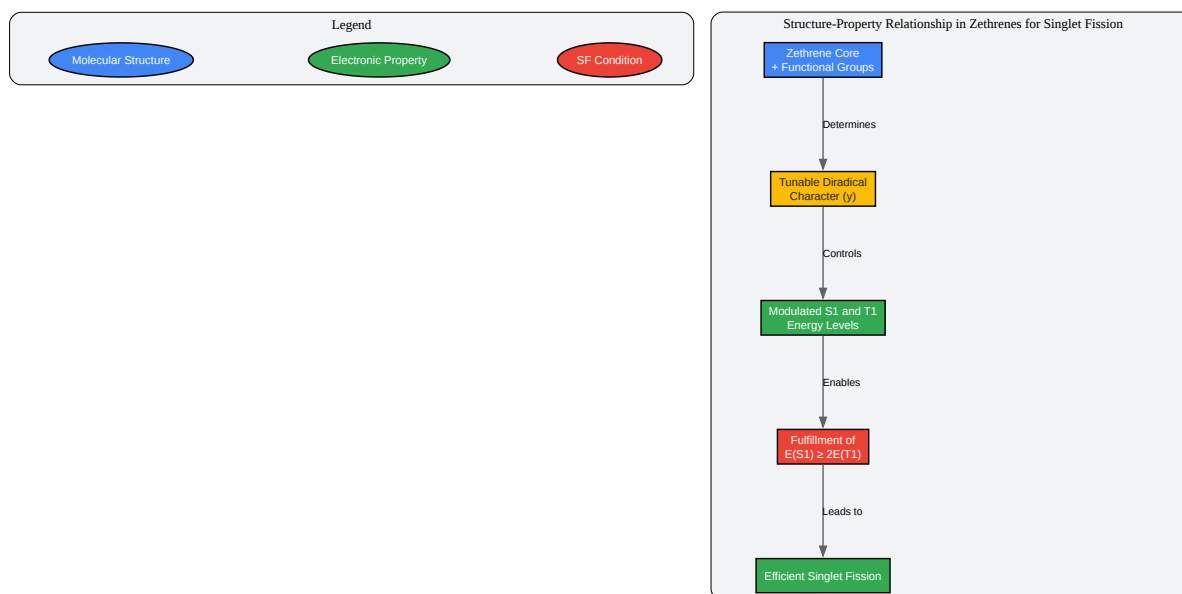 Legend
Molecular Structure
Electronic Property
SF Condition
Structure-Property Relationship in Zethrenes for Singlet Fission
Zethrene Core
+ Functional Groups
Determines
Tunable Diradical
Character (y)
Controls
Modulated S1 and T1
Energy Levels
Enables
Fulfillment of
E(S1) ≥ 2E(T1)
Leads to
Efficient Singlet Fission